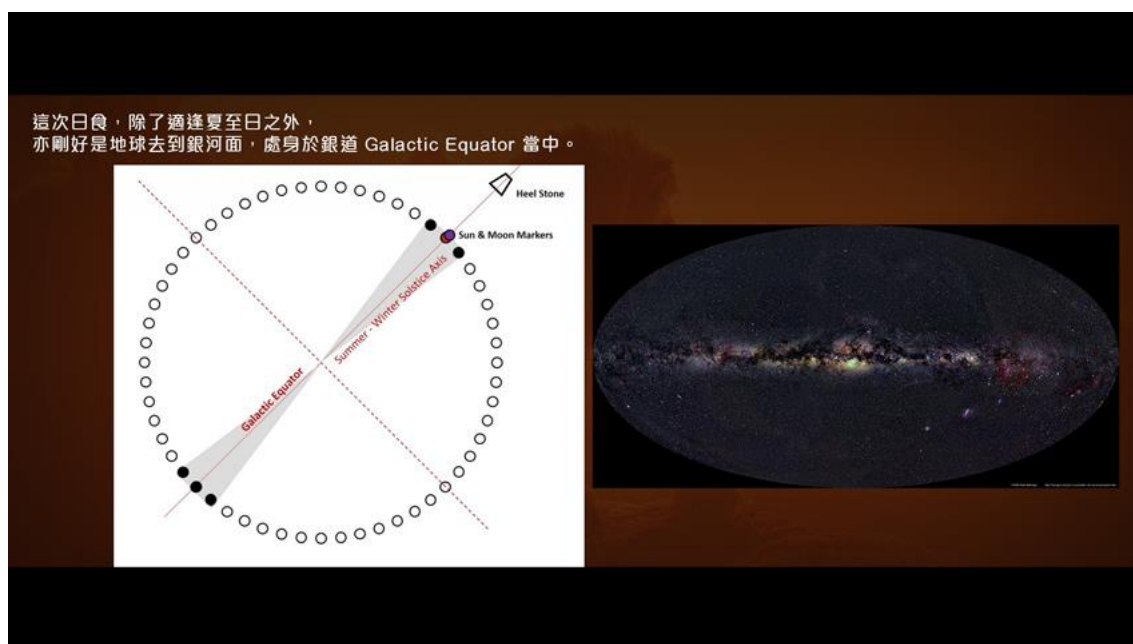 這次日食，除了適逢夏至日之外，
亦剛好是地球去到銀河面，處身於銀道 Galactic Equator 當中。
Heel Stone
Sun & Moon Markers
Summer - Winter Solstice Axis
Galactic Equator